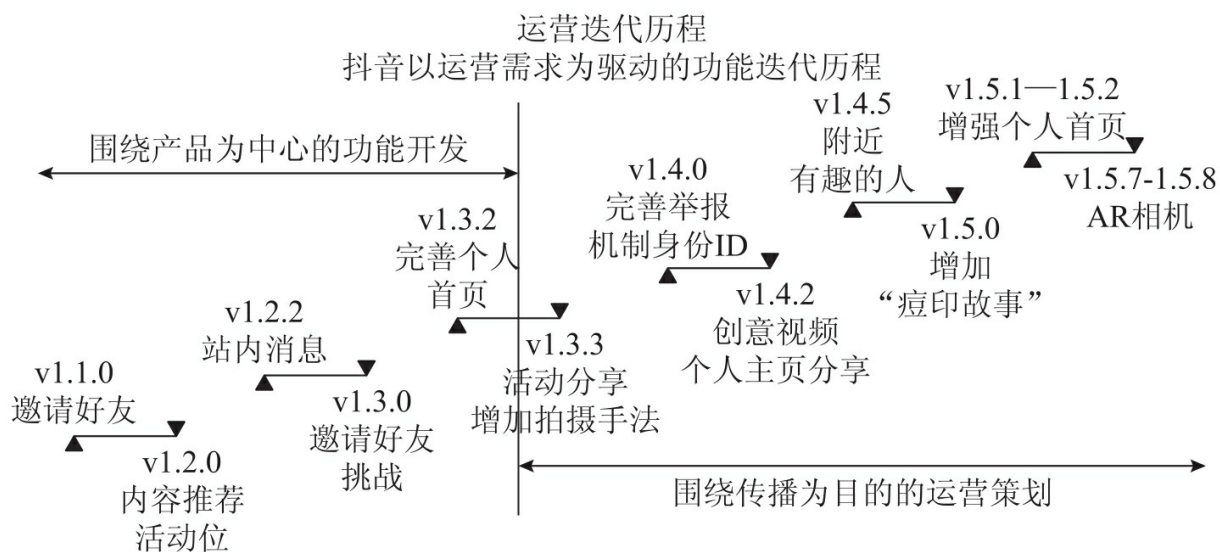 运营迭代历程
抖音以运营需求为驱动的功能迭代历程
围绕产品为中心的功能开发
v1.1.0
邀请好友
v1.2.0
内容推荐
活动位
v1.2.2
站内消息
v1.3.0
邀请好友
挑战
v1.3.2
完善个人
首页
v1.3.3
活动分享
增加拍摄手法
v1.4.0
完善举报
机制身份ID
v1.4.2
创意视频
个人主页分享
v1.4.5
附近
有趣的人
v1.5.0
增加
“痘印故事”
v1.5.1—1.5.2
增强个人首页
v1.5.7-1.5.8
AR相机
围绕传播为目的的运营策划